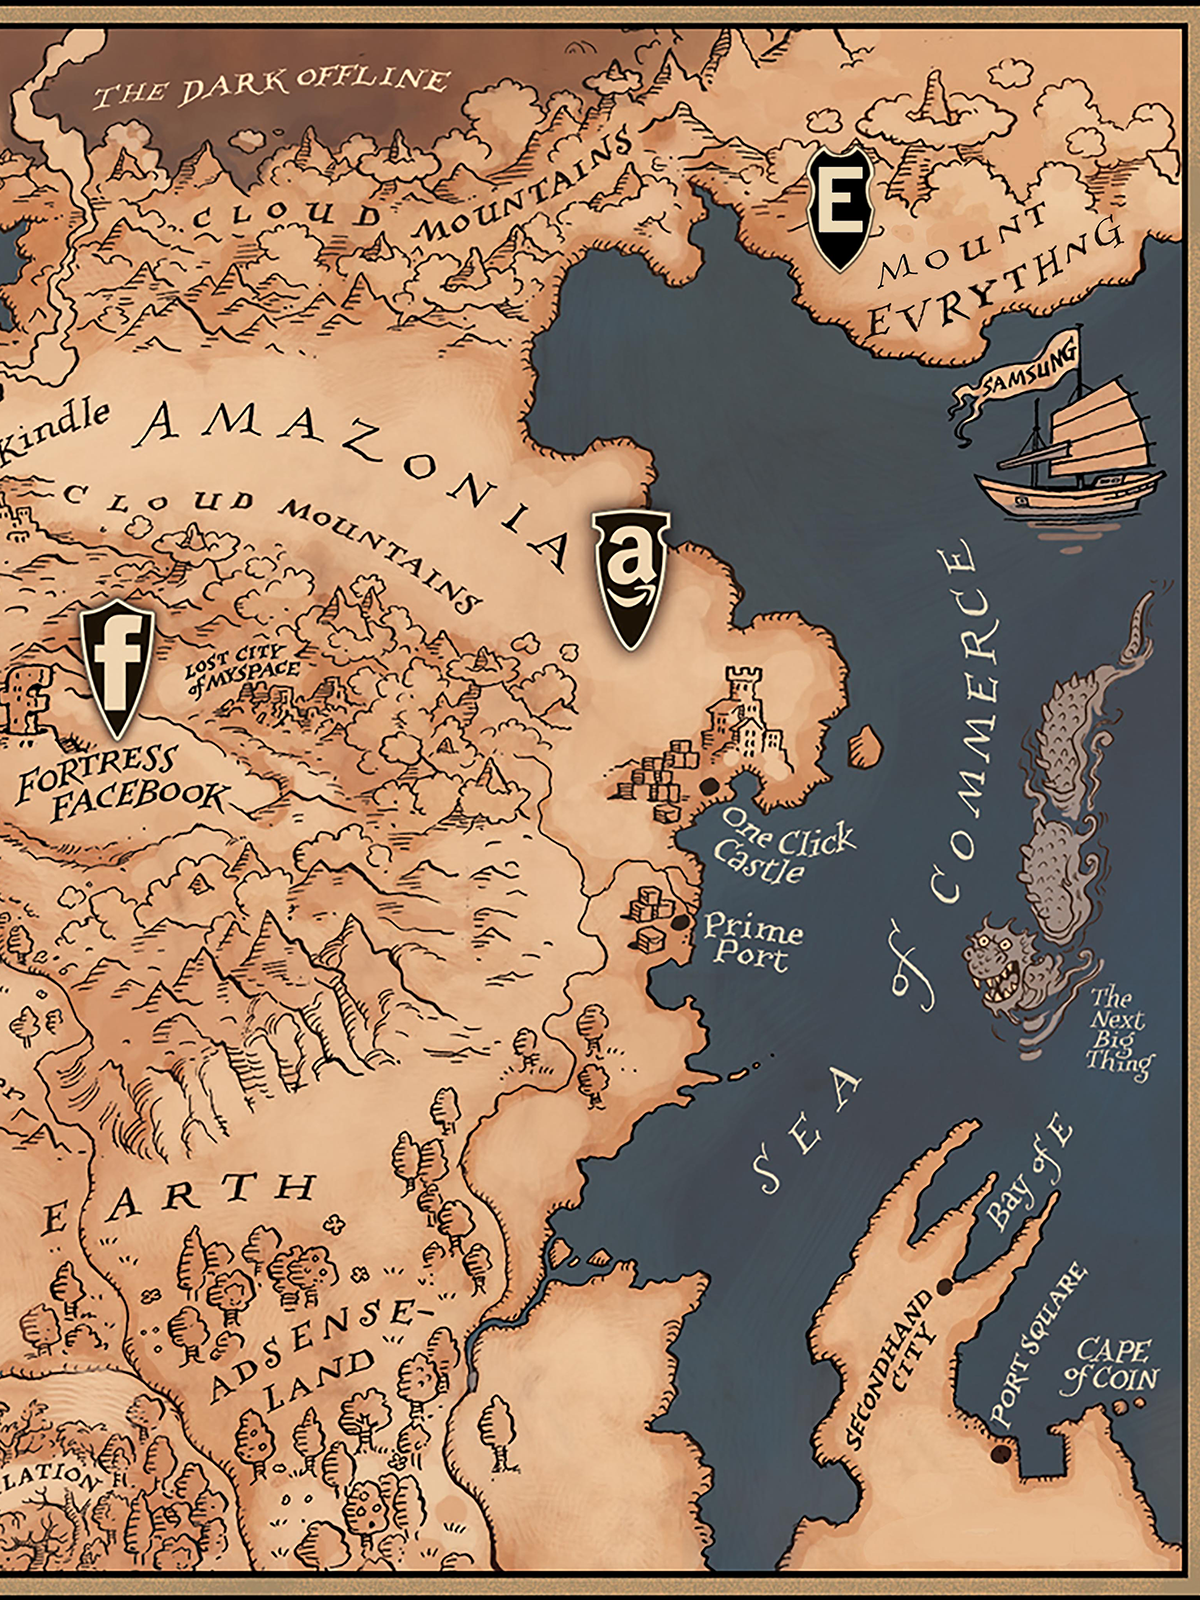 THE DARK OFFLINE
CLOUD MOUNTAINS
E
MOUNT
EVRYTHNG
SAMSUNG
Kindle
AMAZONIA
CLOUD MOUNTAINS
a
f
LOST CITY
of MYSPACE
FORTRESS
FACEBOOK
One Click
Castle
Prime
Port
SEA of COMMERCE
The
Next
Big
Thing
EARTH
Bay of E
ADSENSE-
LAND
SECONDHAND
CITY
PORT SQUARE
CAPE
of COIN
LATION